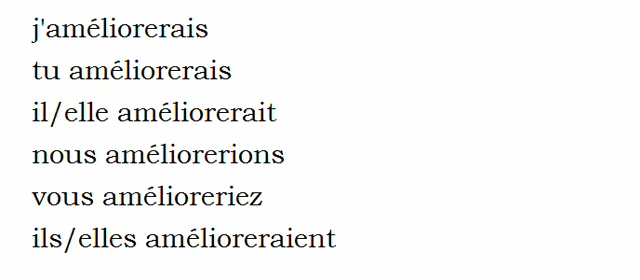 j'améliorerais
tu améliorerais
il/elle améliorerait
nous améliorerions
vous amélioreriez
ils/elles amélioreraient